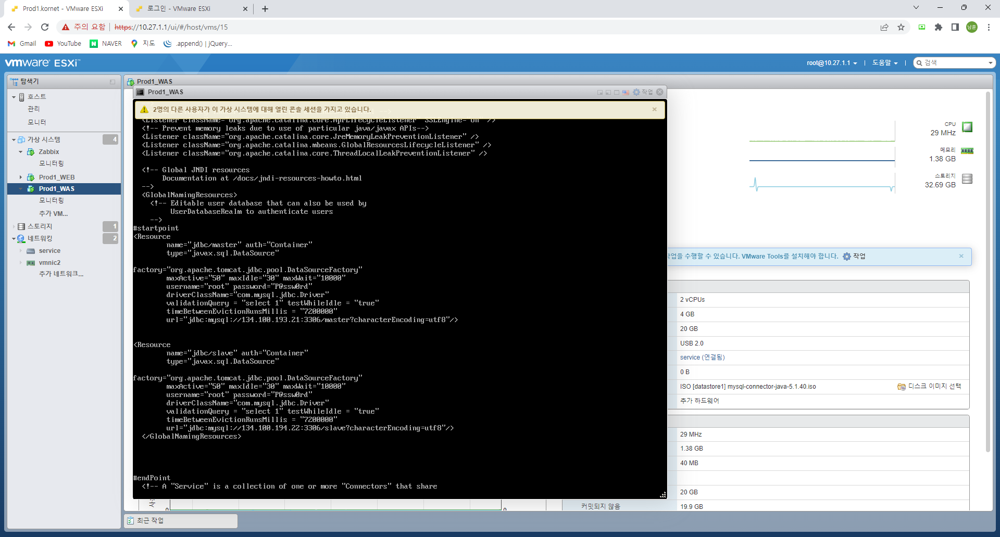 Prod1.kornet - VMware ESXi
로그인 - VMware ESXi
주의 요함 | https://10.27.1.1/ui/#/host/vms/15
남훈
Gmail
YouTube
NAVER
지도
.append() | jQuery...
vmware ESXi™
root@10.27.1.1 | 도움말 | 검색
탐색기
호스트
관리
모니터
가상 시스템 4
Zabbix
모니터링
Prod1_WEB
Prod1_WAS
모니터링
추가 VM...
스토리지 1
네트워킹 2
service
vmnic2
추가 네트워크...
Prod1_WAS
Prod1_WAS
작업
2명의 다른 사용자가 이 가상 시스템에 대해 열린 콘솔 세션을 가지고 있습니다.
<Listener className="org.apache.catalina.core.AprLifecycleListener" SSLEngine="on" />
<!-- Prevent memory leaks due to use of particular java/javax APIs-->
<Listener className="org.apache.catalina.core.JreMemoryLeakPreventionListener" />
<Listener className="org.apache.catalina.mbeans.GlobalResourcesLifecycleListener" />
<Listener className="org.apache.catalina.core.ThreadLocalLeakPreventionListener" />
<!-- Global JNDI resources
Documentation at /docs/jndi-resources-howto.html
-->
<GlobalNamingResources>
<!-- Editable user database that can also be used by
UserDatabaseRealm to authenticate users
-->
#startpoint
<Resource
name="jdbc/master" auth="Container"
type="javax.sql.DataSource"
factory="org.apache.tomcat.jdbc.pool.DataSourceFactory"
maxActive="50" maxIdle="30" maxWait="10000"
username="root" password="P@ssw0rd"
driverClassName="com.mysql.jdbc.Driver"
validationQuery = "select 1" testWhileIdle = "true"
timeBetweenEvictionRunsMillis = "7200000"
url="jdbc:mysql://134.100.193.21:3306/master?characterEncoding=utf8"/>
<Resource
name="jdbc/slave" auth="Container"
type="javax.sql.DataSource"
factory="org.apache.tomcat.jdbc.pool.DataSourceFactory"
maxActive="50" maxIdle="30" maxWait="10000"
username="root" password="P@ssw0rd"
driverClassName="com.mysql.jdbc.Driver"
validationQuery = "select 1" testWhileIdle = "true"
timeBetweenEvictionRunsMillis = "7200000"
url="jdbc:mysql://134.100.194.22:3306/slave?characterEncoding=utf8"/>
</GlobalNamingResources>
#endPoint
<!-- A "Service" is a collection of one or more "Connectors" that share
CPU
29 MHz
메모리
1.38 GB
스토리지
32.69 GB
작업을 수행할 수 있습니다. VMware Tools를 설치해야 합니다. 작업
2 vCPUs
4 GB
20 GB
USB 2.0
service (연결됨)
0 B
ISO [datastore1] mysql-connector-java-5.1.40.iso 디스크 이미지 선택
추가 하드웨어
29 MHz
1.38 GB
40 MB
20 GB
커밋되지 않음 19.9 GB
0 0
최근 작업